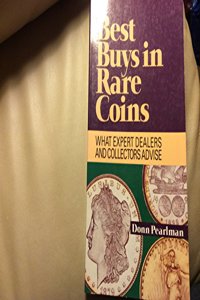 Best
Buys in
Rare
Coins
WHAT EXPERT DEALERS
AND COLLECTORS ADVISE
Donn Pearlman